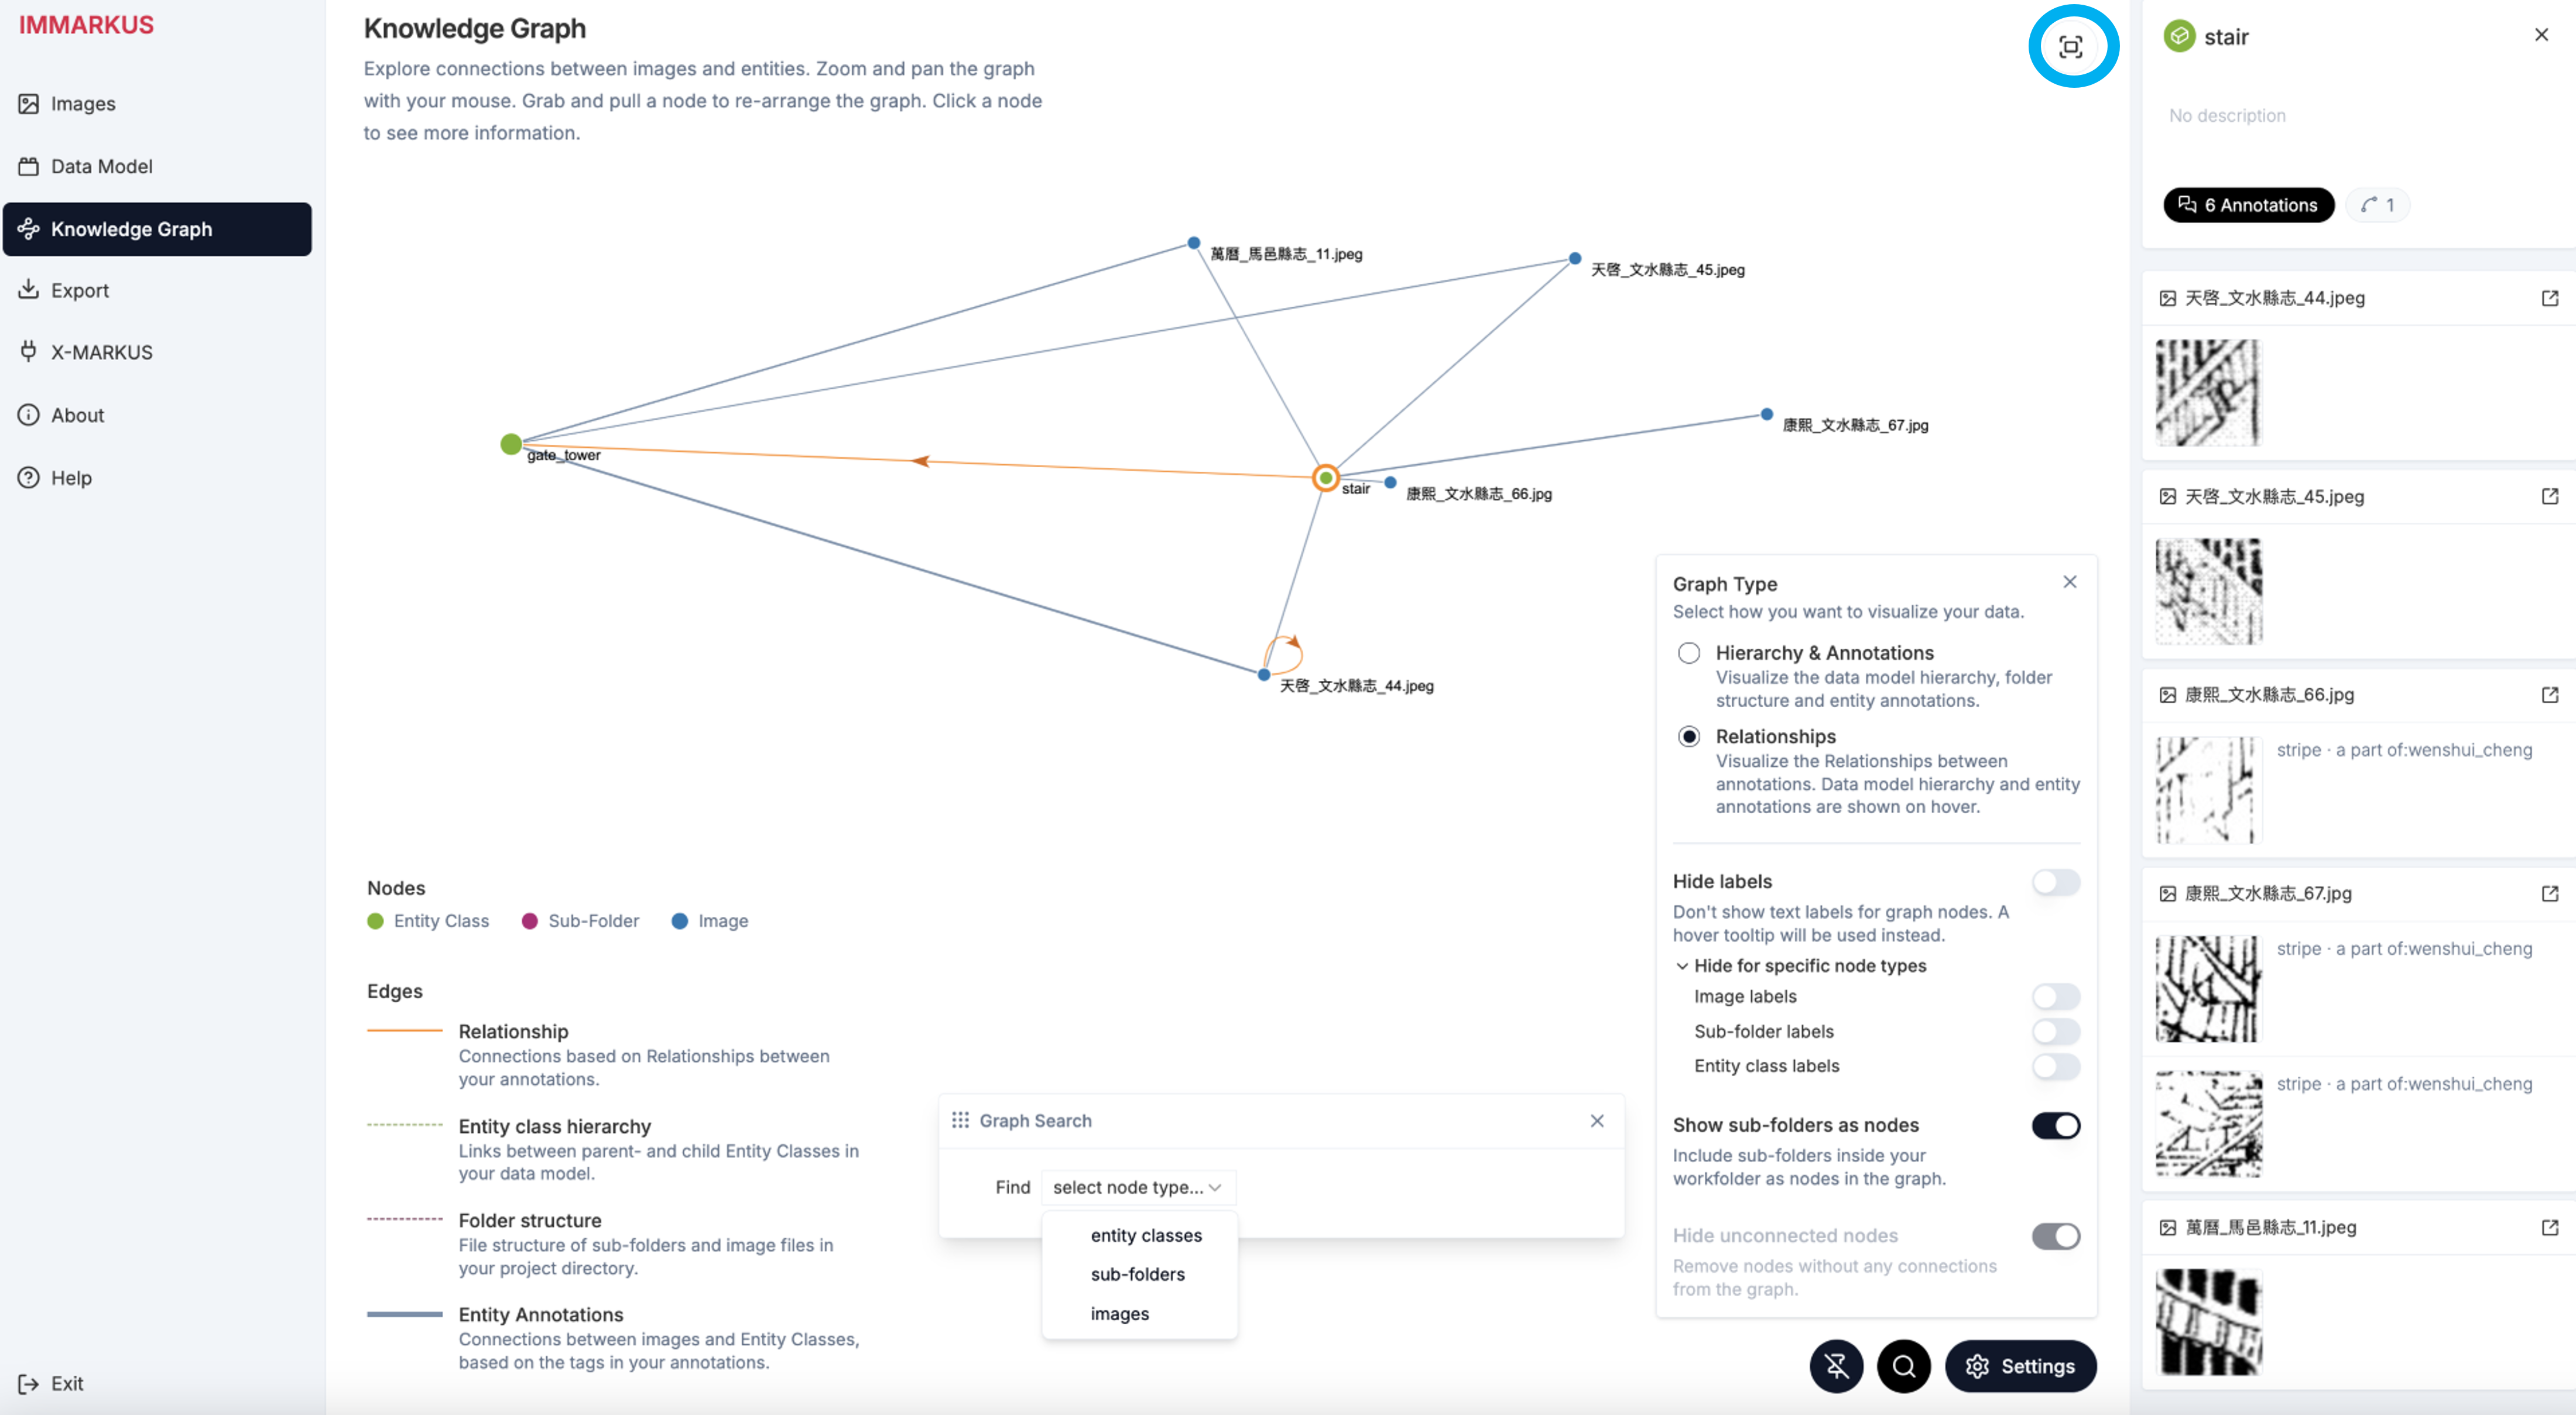 IMMARKUS
Images
Data Model
Knowledge Graph
Export
X-MARKUS
About
Help
Exit
Knowledge Graph
Explore connections between images and entities. Zoom and pan the graph
with your mouse. Grab and pull a node to re-arrange the graph. Click a node
to see more information.
萬曆_馬邑縣志_11.jpeg
天啓_文水縣志_45.jpeg
康熙_文水縣志_67.jpg
gate_tower
stair
康熙_文水縣志_66.jpg
天啓_文水縣志_44.jpeg
Nodes
Entity Class
Sub-Folder
Image
Edges
Relationship
Connections based on Relationships between
your annotations.
Entity class hierarchy
Links between parent- and child Entity Classes in
your data model.
Folder structure
File structure of sub-folders and image files in
your project directory.
Entity Annotations
Connections between images and Entity Classes,
based on the tags in your annotations.
Graph Search
Find select node type...
entity classes
sub-folders
images
Graph Type
Select how you want to visualize your data.
Hierarchy & Annotations
Visualize the data model hierarchy, folder
structure and entity annotations.
Relationships
Visualize the Relationships between
annotations. Data model hierarchy and entity
annotations are shown on hover.
Hide labels
Don't show text labels for graph nodes. A
hover tooltip will be used instead.
Hide for specific node types
Image labels
Sub-folder labels
Entity class labels
Show sub-folders as nodes
Include sub-folders inside your
workfolder as nodes in the graph.
Hide unconnected nodes
Remove nodes without any connections
from the graph.
Settings
stair
No description
6 Annotations
1
天啓_文水縣志_44.jpeg
天啓_文水縣志_45.jpeg
康熙_文水縣志_66.jpg
stripe · a part of:wenshui_cheng
康熙_文水縣志_67.jpg
stripe · a part of:wenshui_cheng
stripe · a part of:wenshui_cheng
萬曆_馬邑縣志_11.jpeg